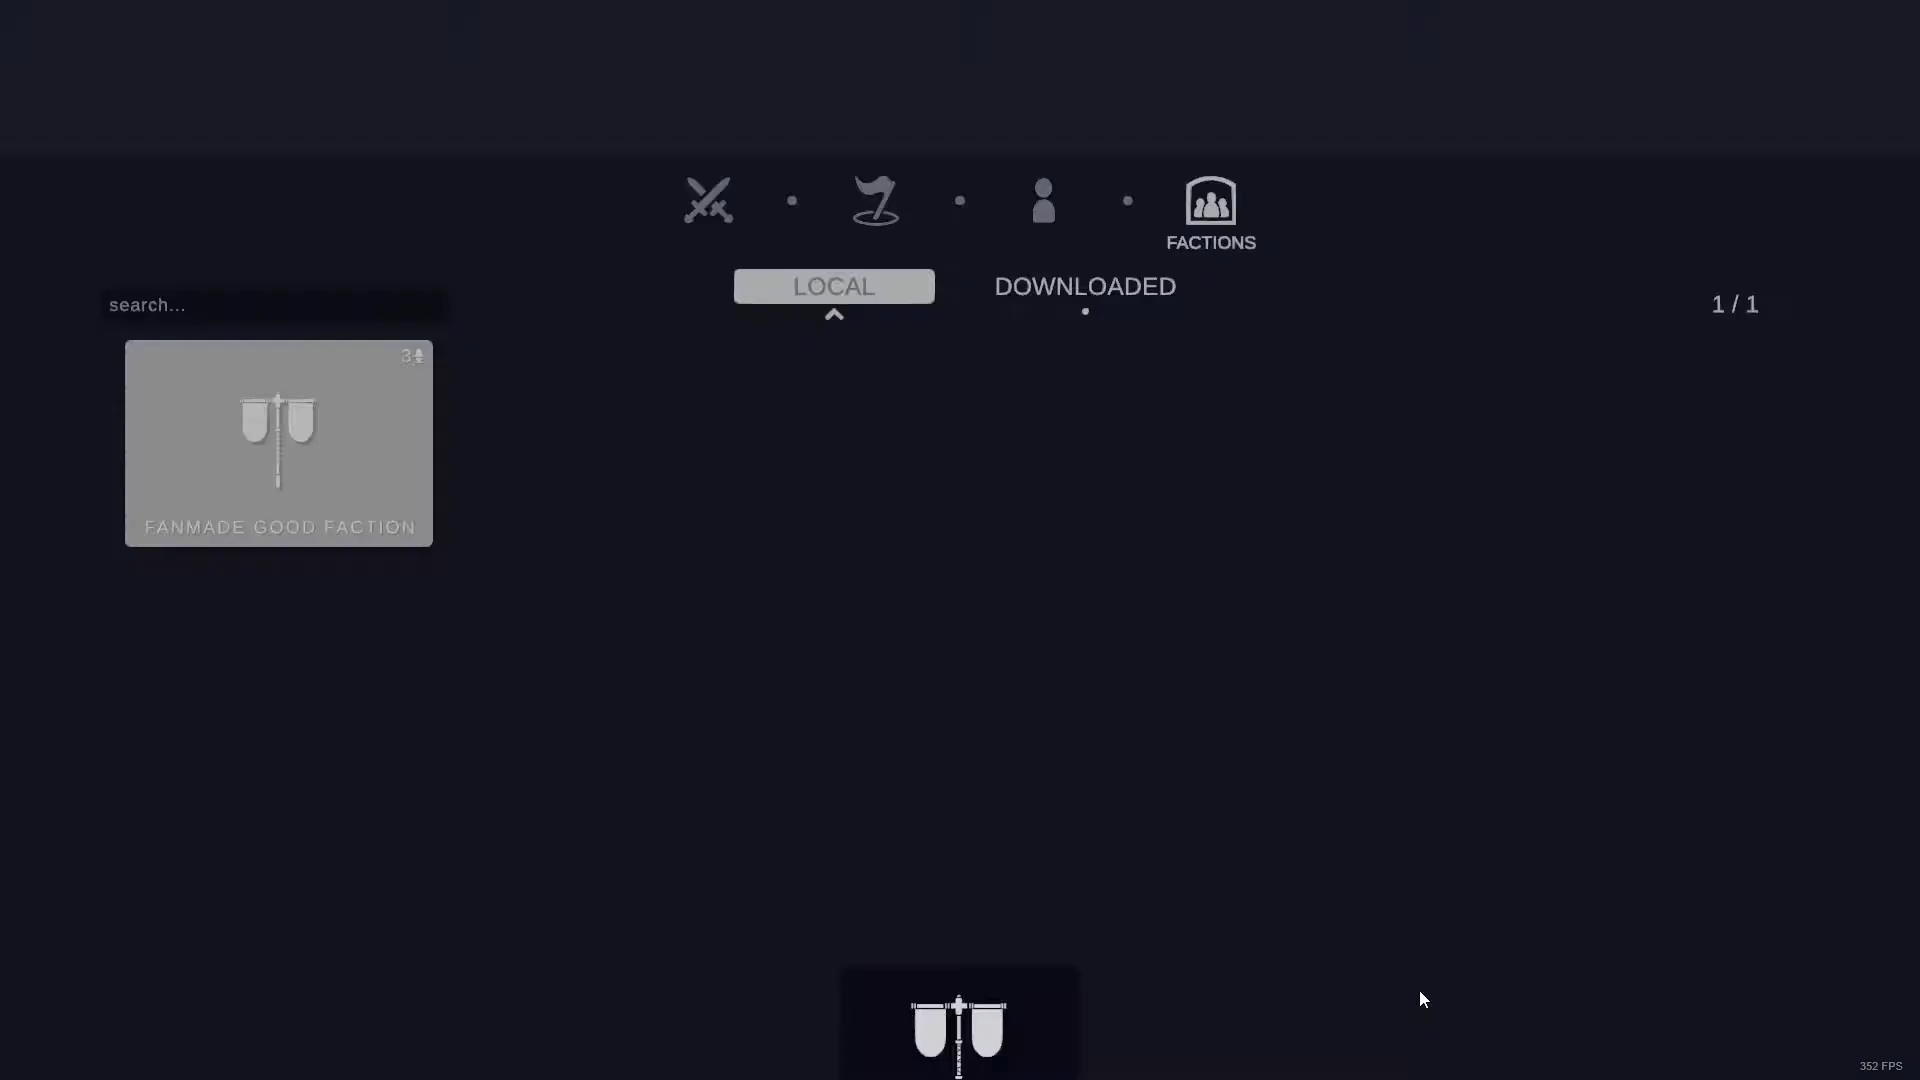 FACTIONS
LOCAL
DOWNLOADED
search...
1 / 1
3
FANMADE GOOD FACTION
352 FPS